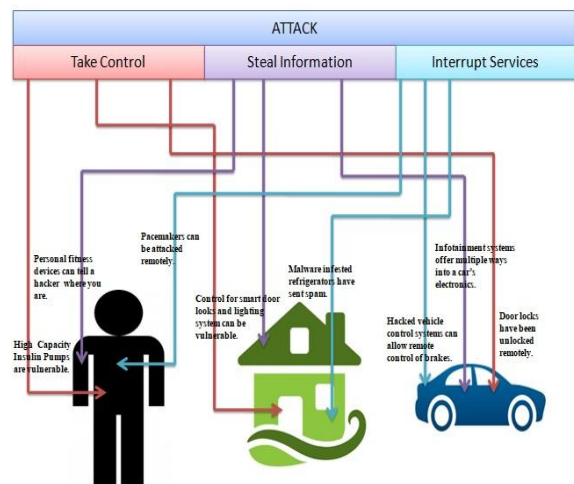 ATTACK
Take Control
Steal Information
Interrupt Services
Personal fitness
devices can tell a
hacker where you
are.
Pacemakers can
be attacked
remotely.
High Capacity
Insulin Pumps
are vulnerable.
Control for smart door
looks and lighting
system can be
vulnerable.
Malware infested
refrigerators have
sent spam.
Infotainment systems
offer multiple ways
into a car's
electronics.
Hacked vehicle
control systems can
allow remote
control of brakes.
Door locks
have been
unlocked
remotely.